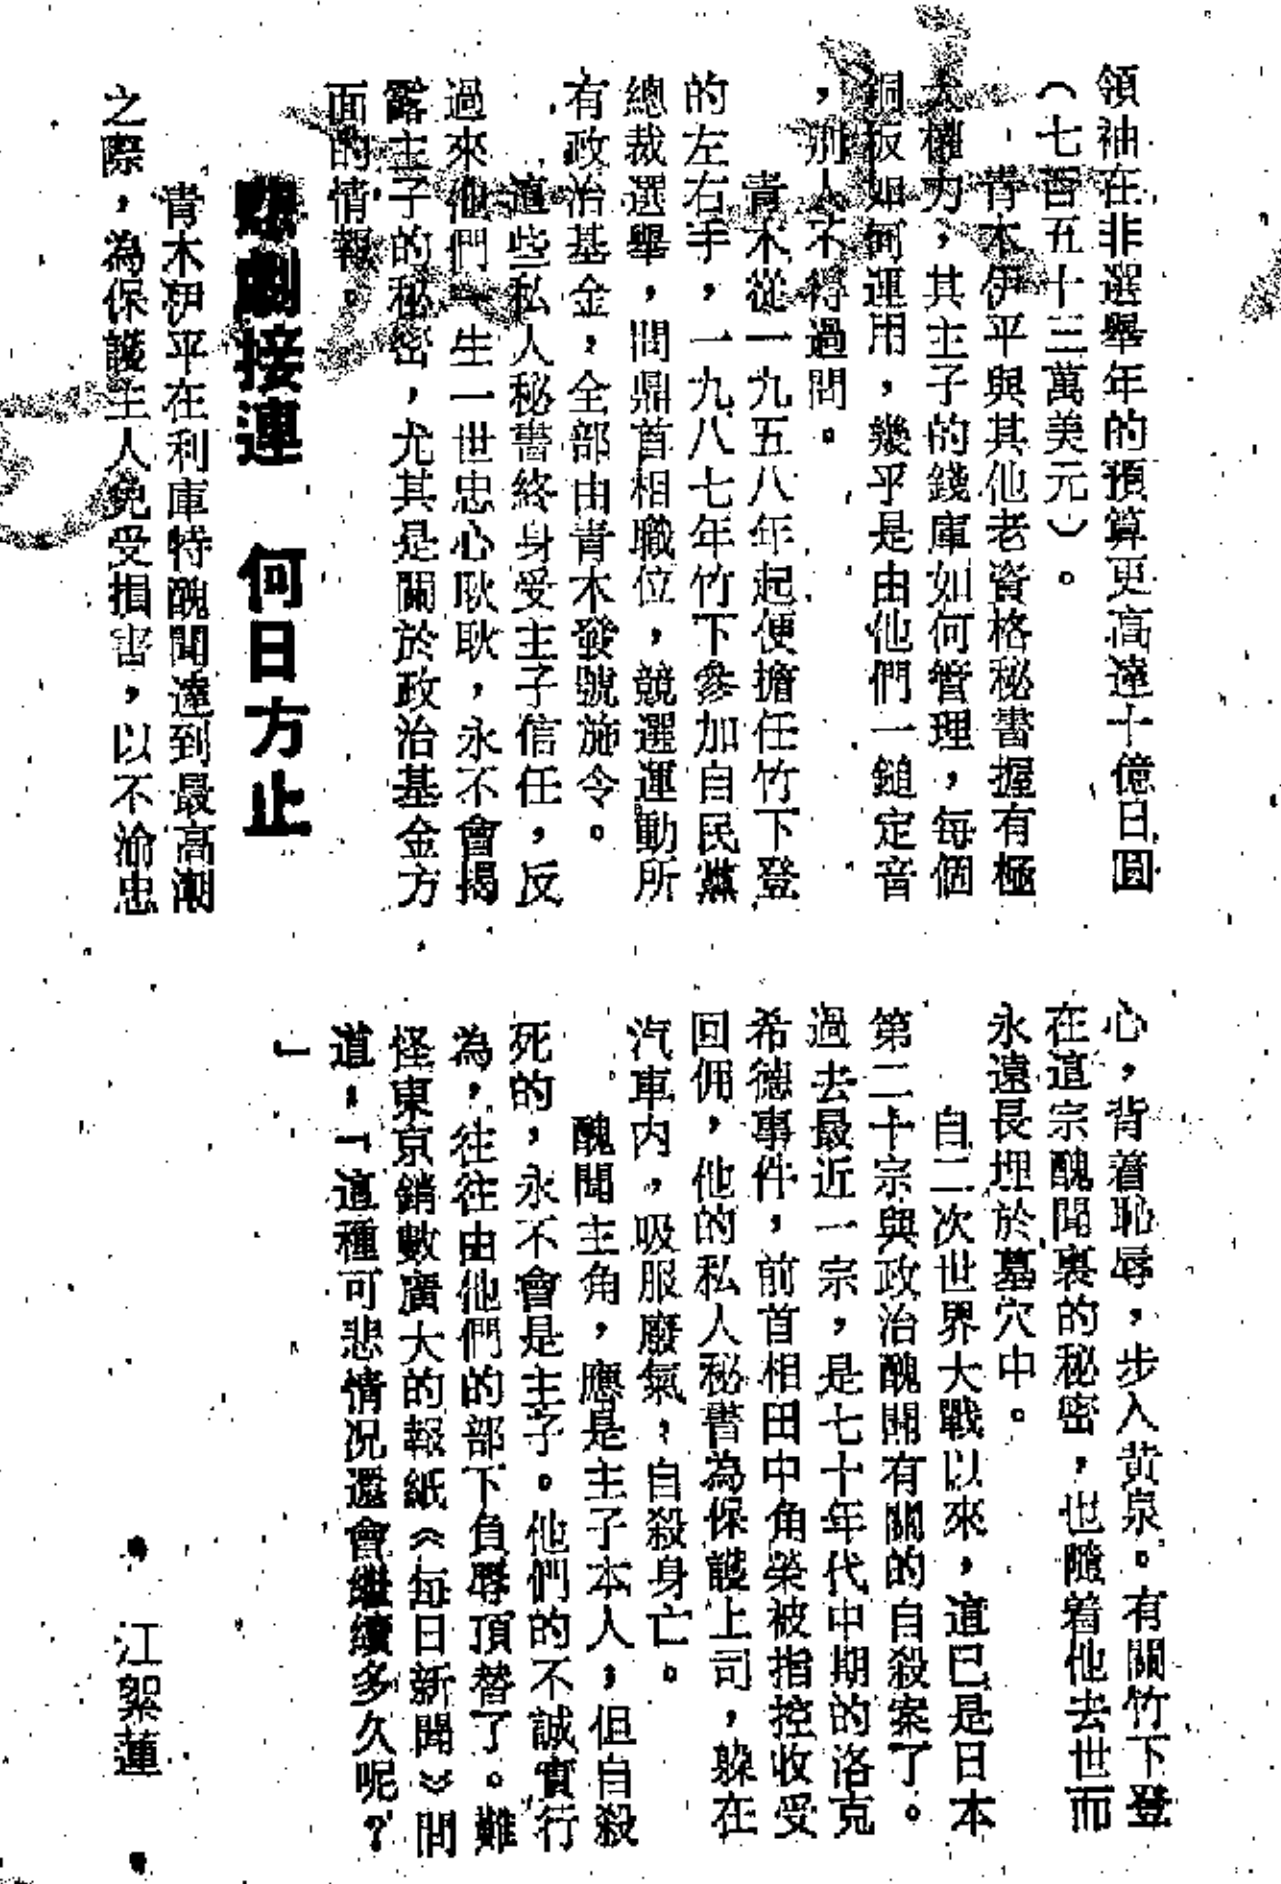 領袖在非選舉年的預算更高達十億日圓
（七百五十三萬美元）。
青木伊平與其他老資格秘書握有極
大權力，其主子的錢庫如何管理，每個
銅板如何運用，幾乎是由他們一鎚定音
，別人不得過問。
青木從一九五八年起便擔任竹下登
的左右手，一九八七年竹下參加自民黨
總裁選舉，問鼎首相職位，競選運動所
有政治基金，全部由青木發號施令。
這些私人秘書終身受主子信任，反
過來他們一生一世忠心耿耿，永不會揭
露主子的秘密，尤其是關於政治基金方
面的情報。
悲劇接連　何日方止
青木伊平在利庫特醜聞達到最高潮
之際，為保護主人免受損害，以不渝忠
心，背着恥辱，步入黄泉。有關竹下登
在這宗醜聞裏的秘密，也隨着他去世而
永遠長埋於墓穴中。
自二次世界大戰以來，這已是日本
第二十宗與政治醜聞有關的自殺案了。
過去最近一宗，是七十年代中期的洛克
希德事件，前首相田中角榮被指控收受
回佣，他的私人秘書為保護上司，躲在
汽車内，吸服廢氣，自殺身亡。
醜聞主角，應是主子本人，但自殺
死的，永不會是主子。他們的不誠實行
為，往往由他們的部下負辱頂替了。難
怪東京銷數廣大的報紙《每日新聞》問
道，「這種可悲情况還會繼續多久呢？
」
・江絮蓮・